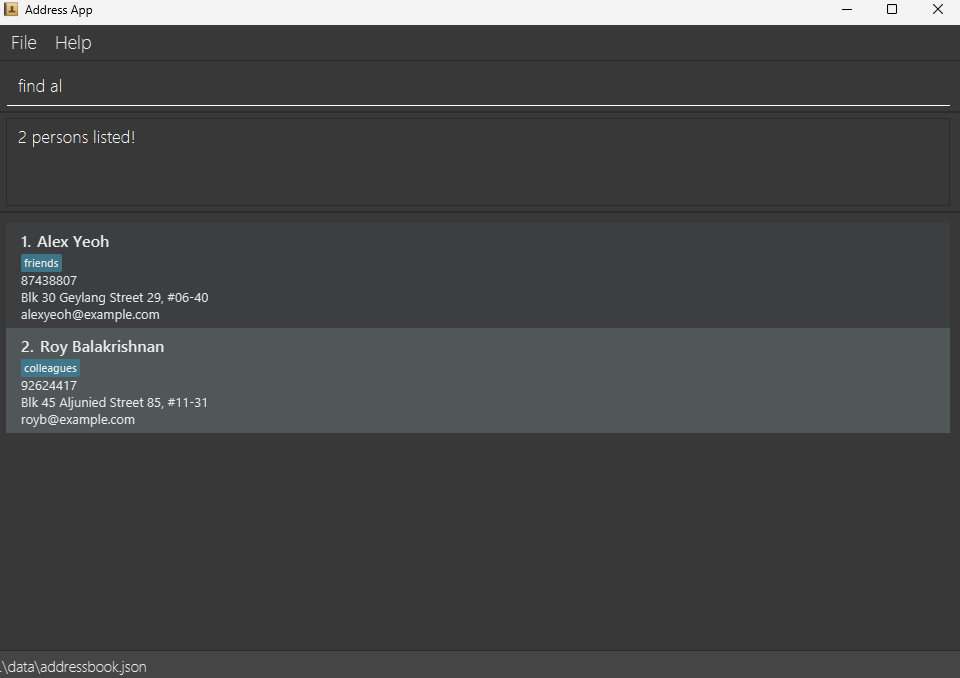 Address App
File Help
find al
2 persons listed!
1. Alex Yeoh
friends
87438807
Blk 30 Geylang Street 29, #06-40
alexyeoh@example.com
2. Roy Balakrishnan
colleagues
92624417
Blk 45 Aljunied Street 85, #11-31
royb@example.com
.\data\addressbook.json